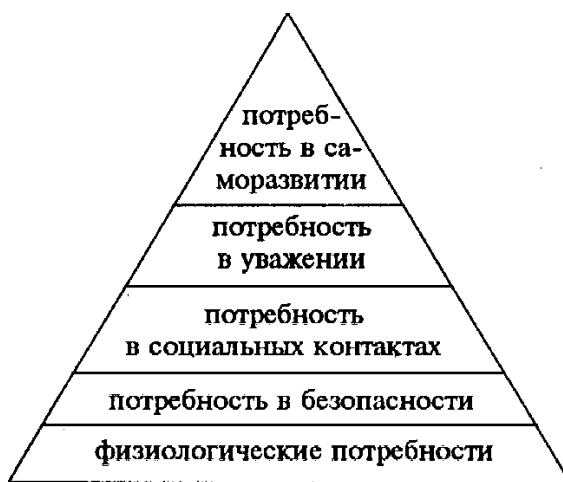 потреб-
ность в са-
моразвитии
потребность
в уважении
потребность
в социальных контактах
потребность в безопасности
физиологические потребности